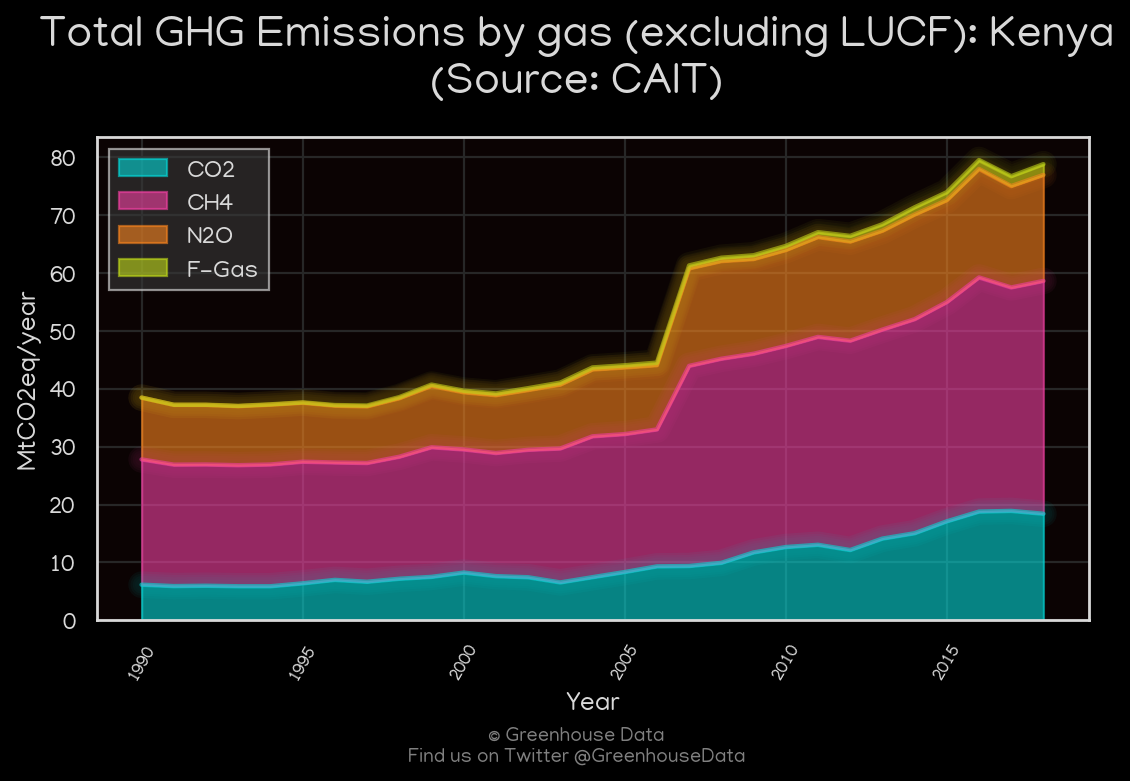 Total GHG Emissions by gas (excluding LUCF): Kenya
(Source: CAIT)
CO2
CH4
N2O
F-Gas
MtCO2eq/year
80
70
60
50
40
30
20
10
0
1990
1995
2000
2005
2010
2015
Year
© Greenhouse Data
Find us on Twitter @GreenhouseData